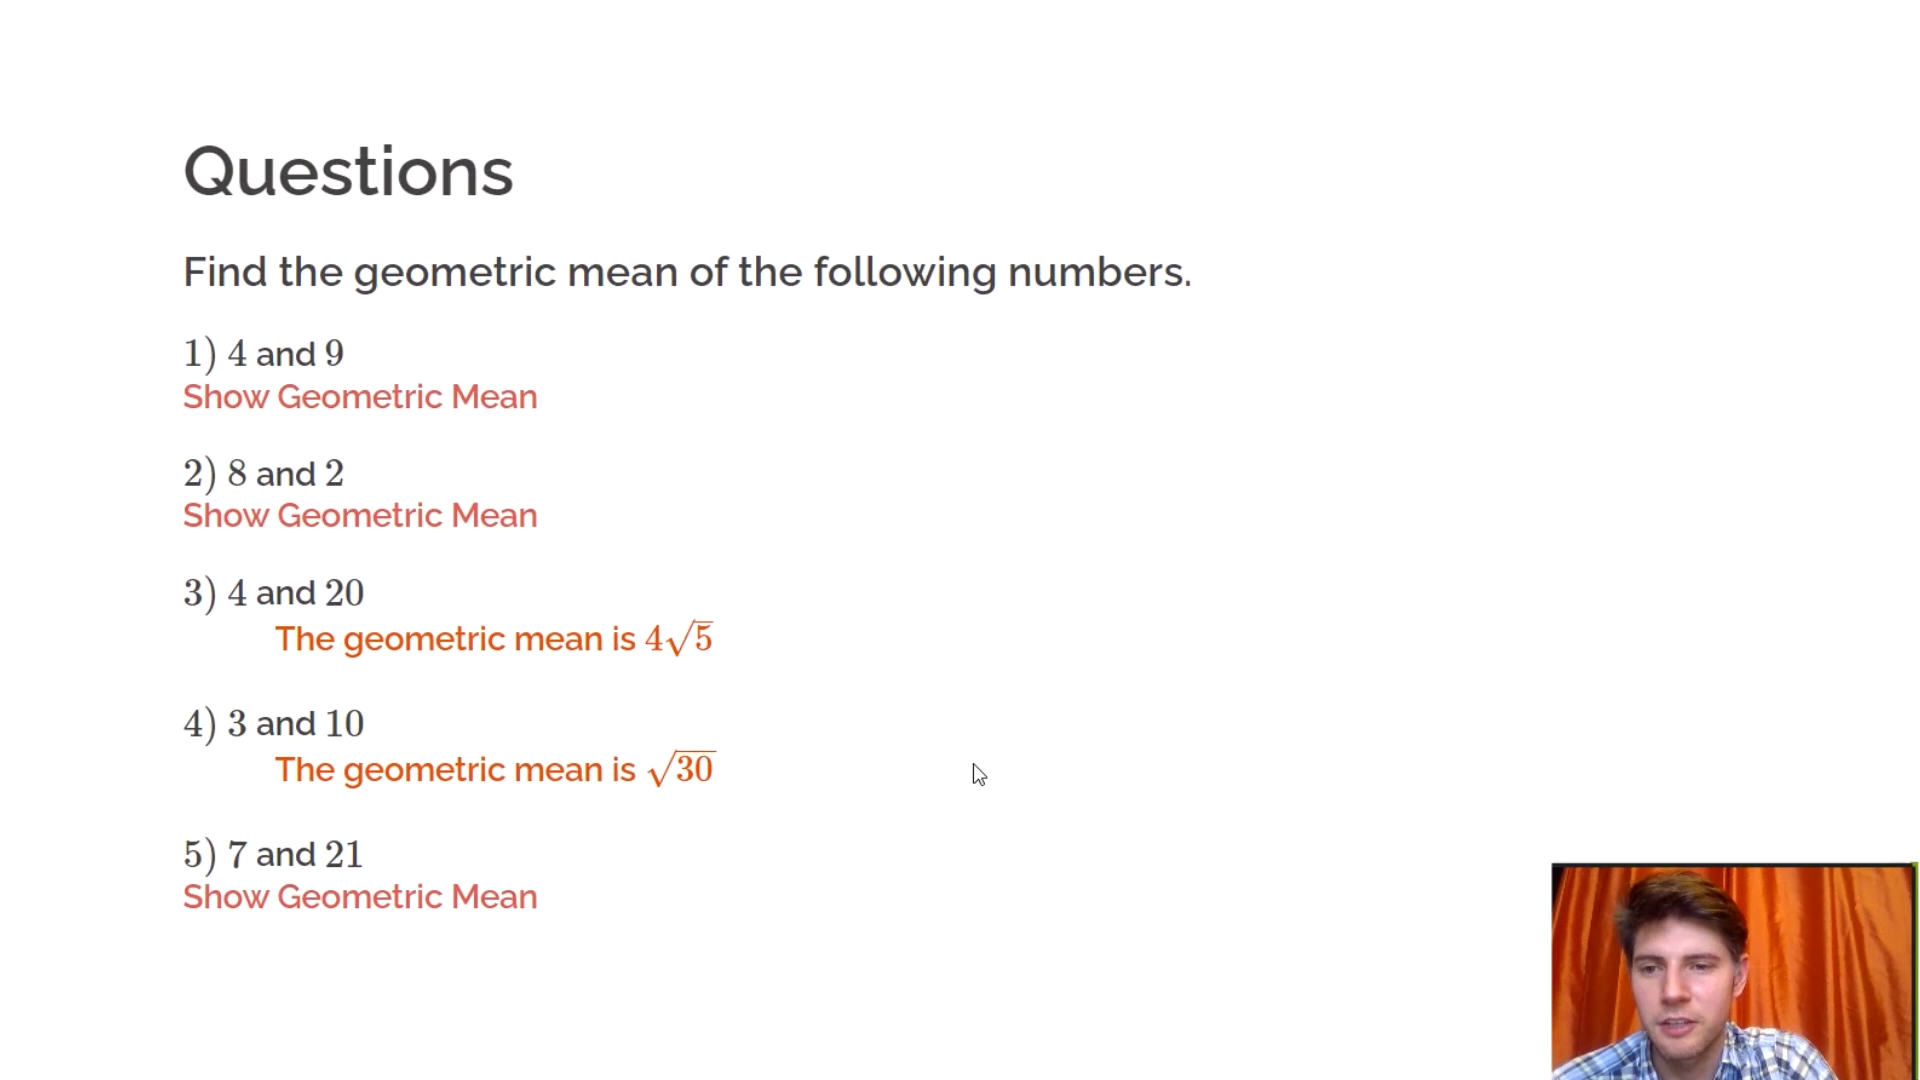 Questions
Find the geometric mean of the following numbers.
1) 4 and 9
Show Geometric Mean
2) 8 and 2
Show Geometric Mean
3) 4 and 20
The geometric mean is 4√5
4) 3 and 10
The geometric mean is √30
5) 7 and 21
Show Geometric Mean